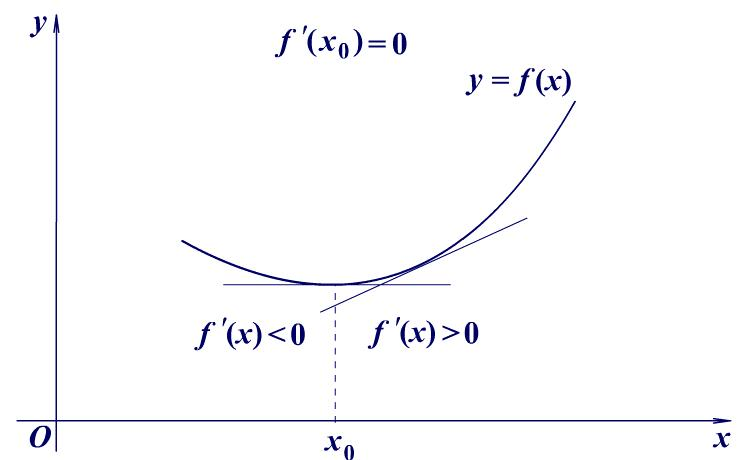 y
f′(x₀)=0
y=f(x)
f′(x)<0
f′(x)>0
O
x₀
x